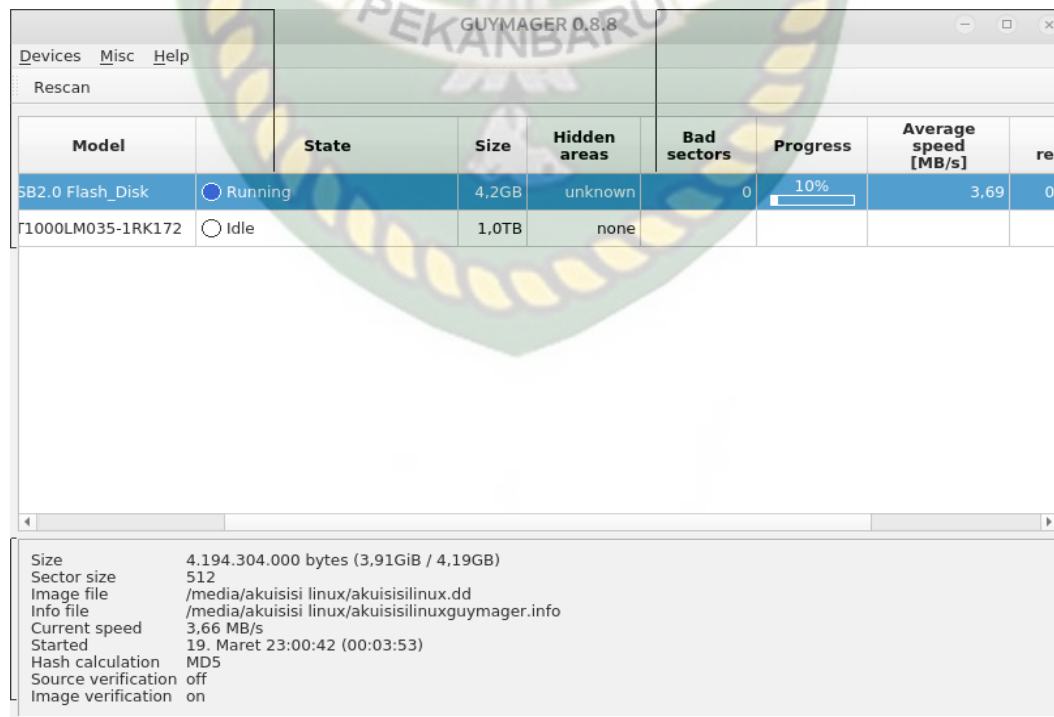 PEKANBARU
GUYMAGER 0.8.8
Devices Misc Help
Rescan
Model State Size Hidden areas Bad sectors Progress Average speed [MB/s] re
SB2.0 Flash_Disk Running 4,2GB unknown 0 10% 3,69 0
T1000LM035-1RK172 Idle 1,0TB none
Size 4.194.304.000 bytes (3,91GiB / 4,19GB)
Sector size 512
Image file /media/akuisisi linux/akuisisilinux.dd
Info file /media/akuisisi linux/akuisisilinuxguymager.info
Current speed 3,66 MB/s
Started 19. Maret 23:00:42 (00:03:53)
Hash calculation MD5
Source verification off
Image verification on